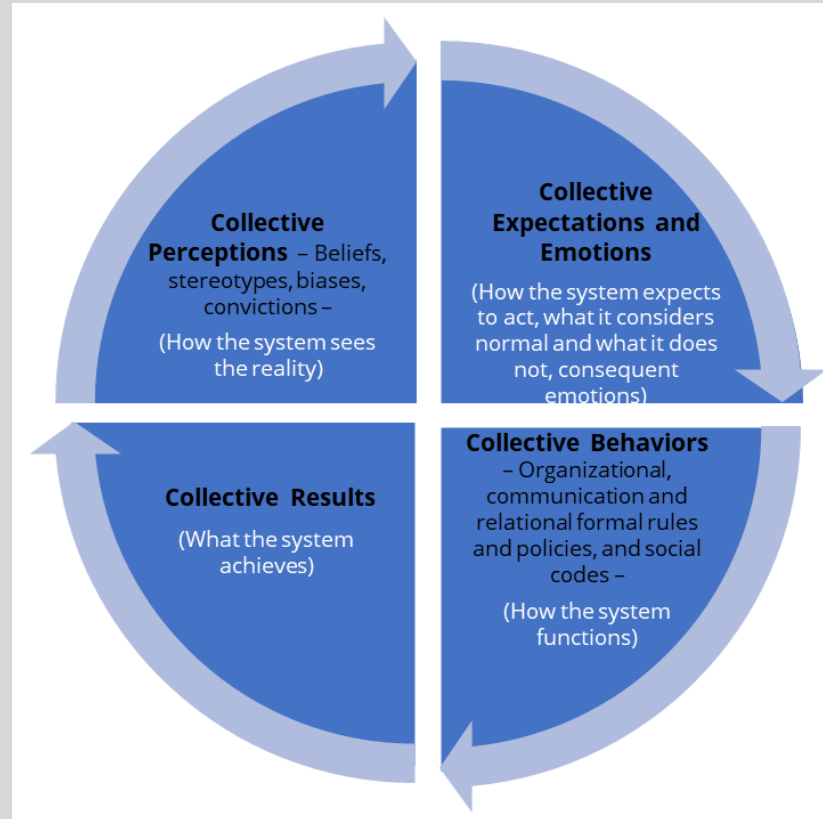 Collective
Perceptions – Beliefs,
stereotypes, biases,
convictions –
(How the system sees
the reality)
Collective
Expectations and
Emotions
(How the system expects
to act, what it considers
normal and what it does
not, consequent
emotions)
Collective Behaviors
– Organizational,
communication and
relational formal rules
and policies, and social
codes –
(How the system
functions)
Collective Results
(What the system
achieves)